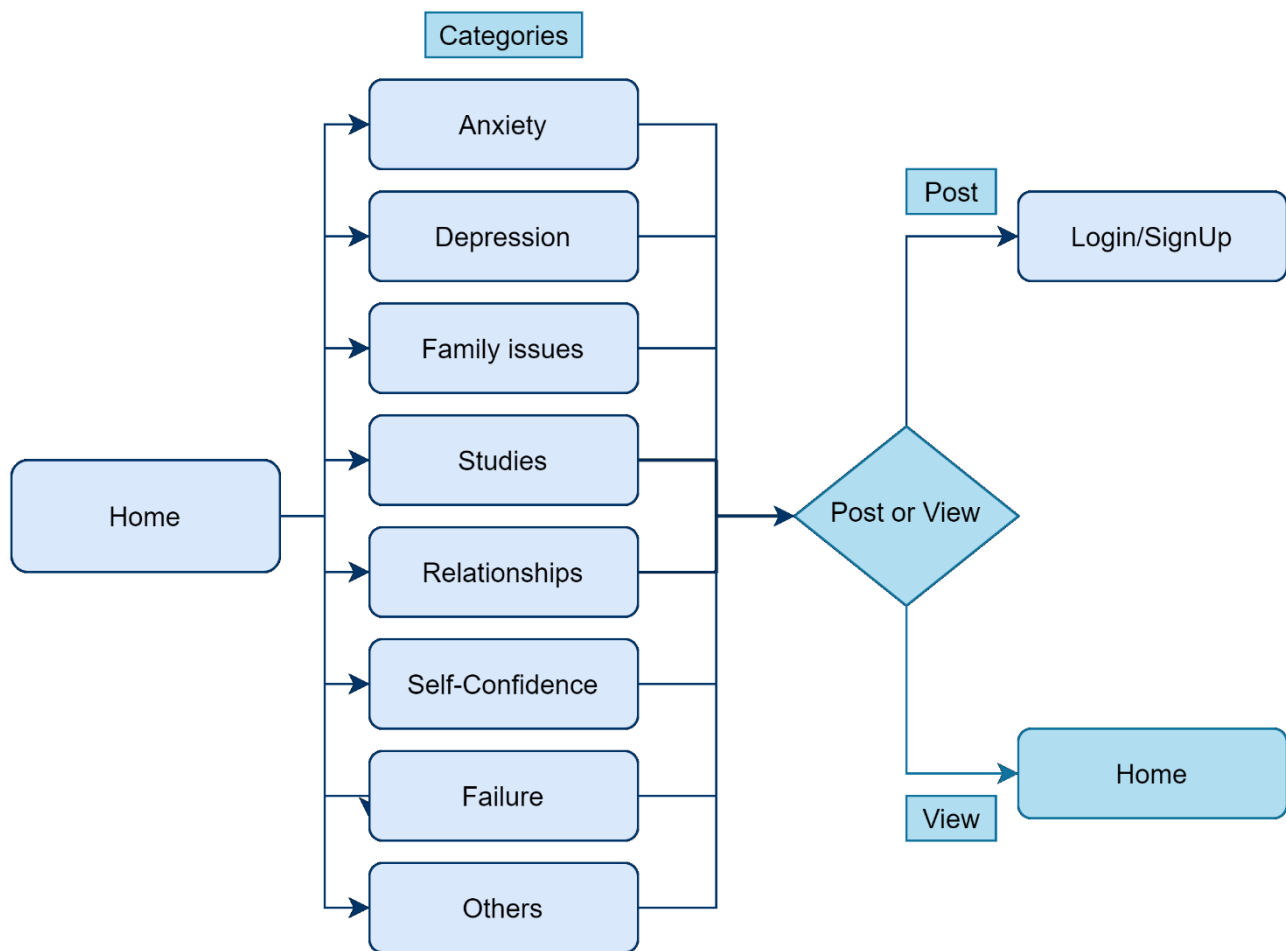 Categories
Anxiety
Depression
Family issues
Studies
Relationships
Self-Confidence
Failure
Others
Home
Post or View
Post
Login/SignUp
View
Home